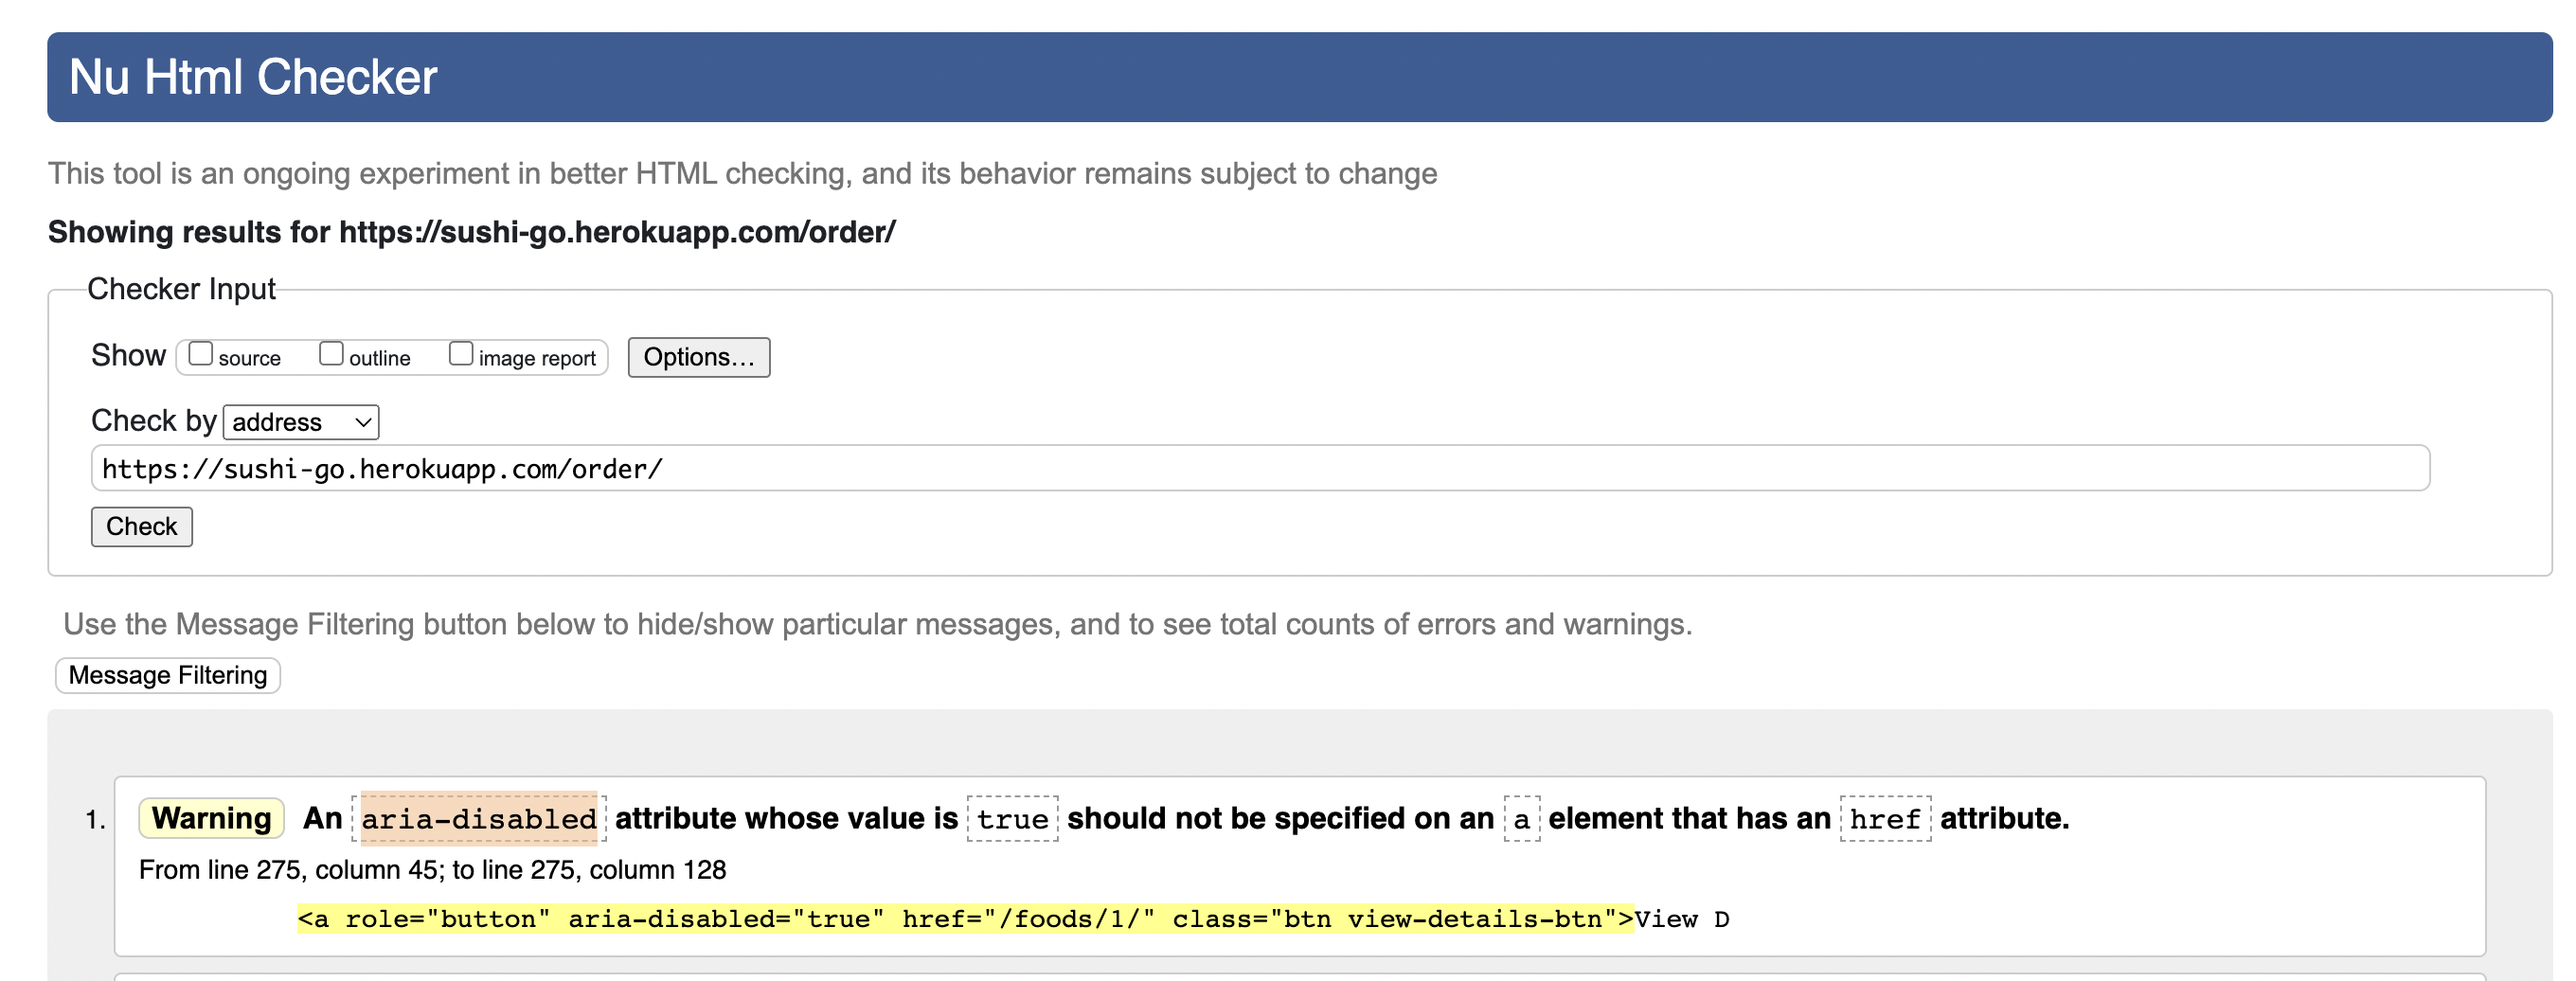 Nu Html Checker
This tool is an ongoing experiment in better HTML checking, and its behavior remains subject to change
Showing results for https://sushi-go.herokuapp.com/order/
Checker Input
Show source outline image report Options...
Check by address
https://sushi-go.herokuapp.com/order/
Check
Use the Message Filtering button below to hide/show particular messages, and to see total counts of errors and warnings.
Message Filtering
1. Warning An aria-disabled attribute whose value is true should not be specified on an a element that has an href attribute.
From line 275, column 45; to line 275, column 128
<a role="button" aria-disabled="true" href="/foods/1/" class="btn view-details-btn">View D